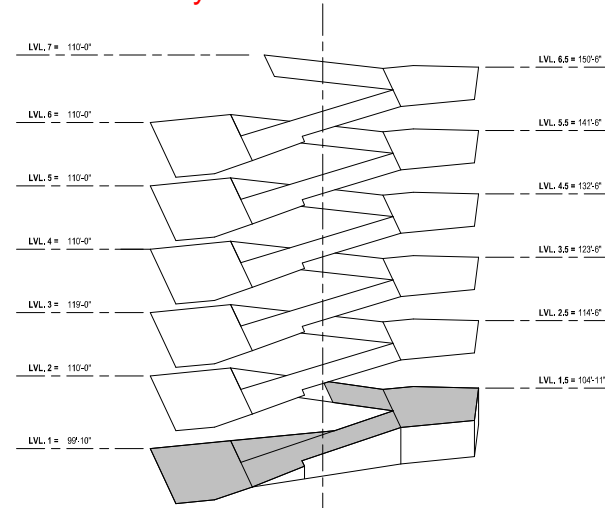 LVL. 7 = 110'-0"
LVL. 6.5 = 150'-6"
LVL. 6 = 110'-0"
LVL. 5.5 = 141'-6"
LVL. 5 = 110'-0"
LVL. 4.5 = 132'-6"
LVL. 4 = 110'-0"
LVL. 3.5 = 123'-6"
LVL. 3 = 119'-0"
LVL. 2.5 = 114'-6"
LVL. 2 = 110'-0"
LVL. 1.5 = 104'-11"
LVL. 1 = 99'-10"